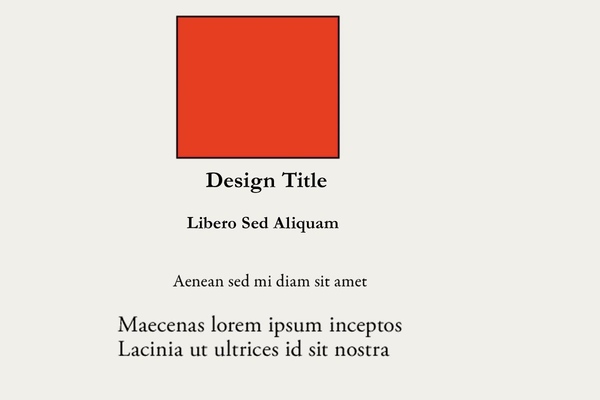 Design Title
Libero Sed Aliquam
Aenean sed mi diam sit amet
Maecenas lorem ipsum inceptos
Lacinia ut ultrices id sit nostra